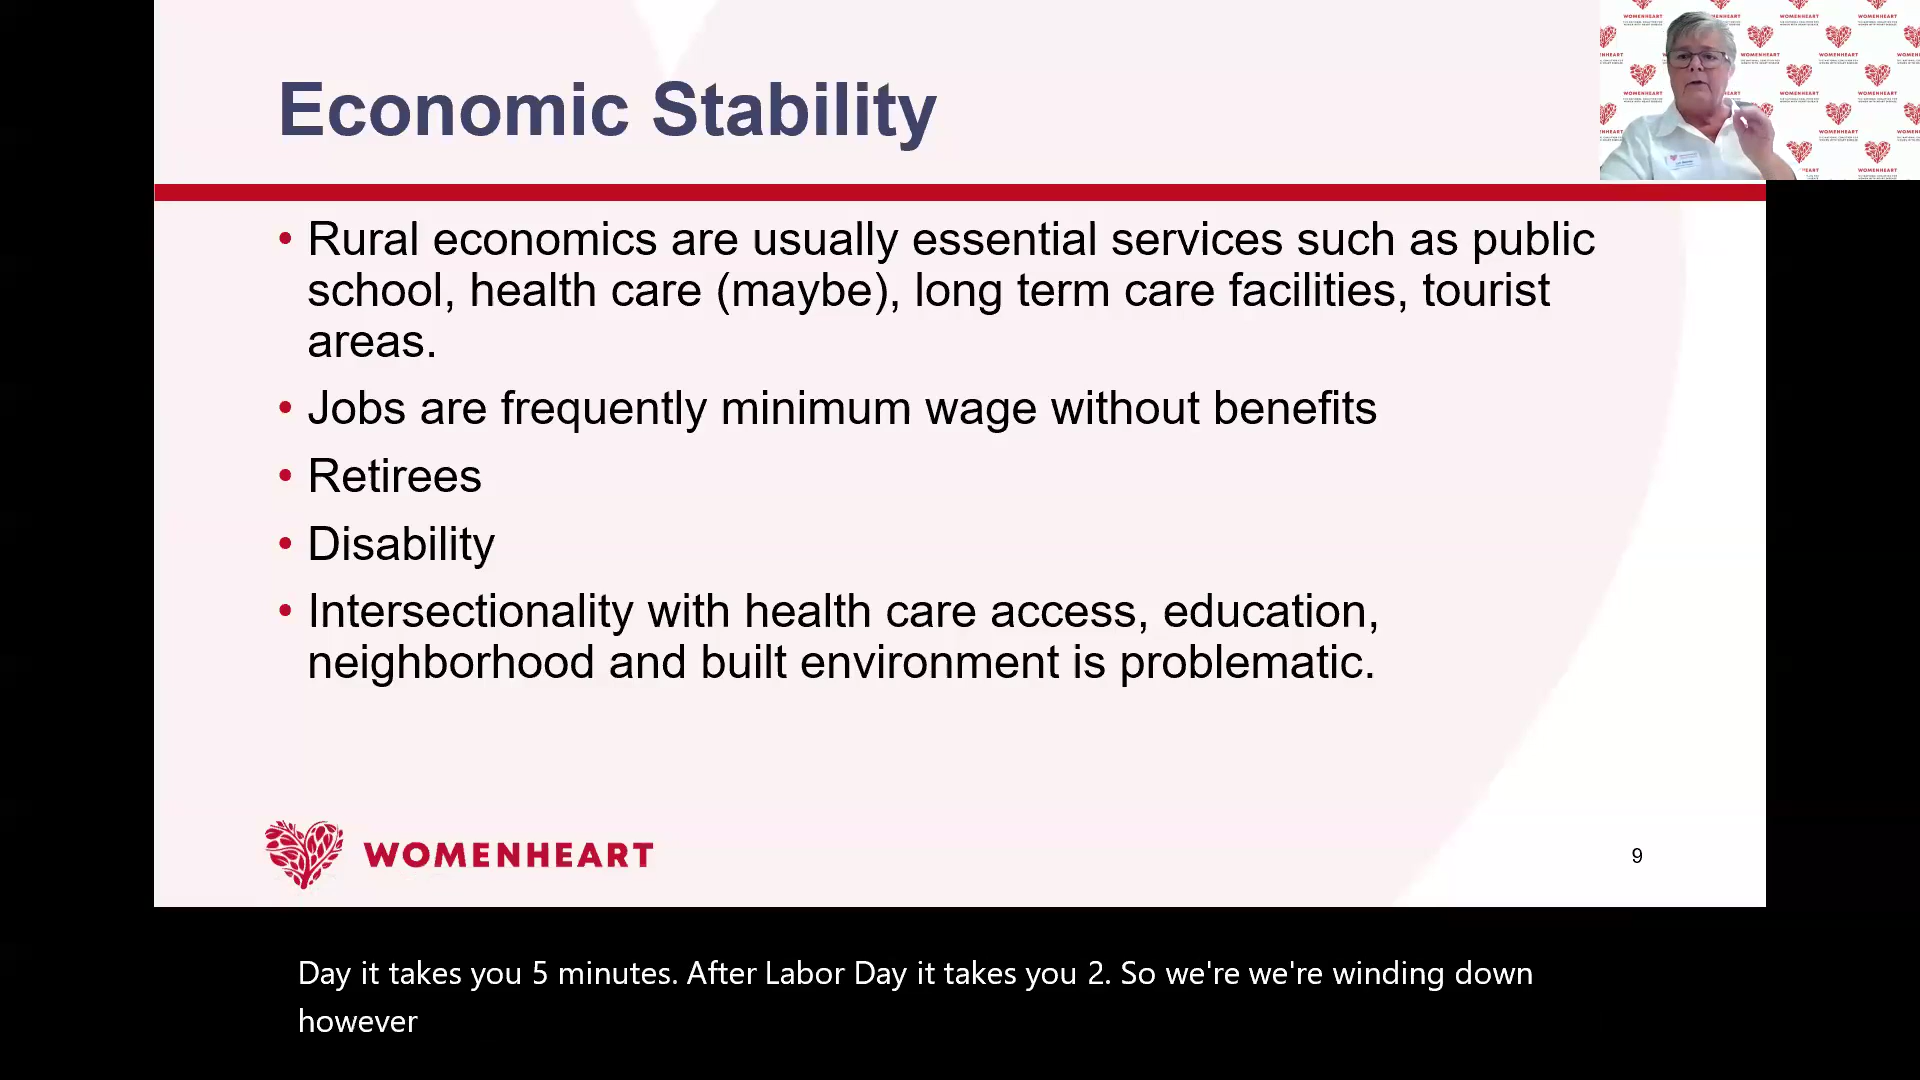 Economic Stability
• Rural economics are usually essential services such as public
school, health care (maybe), long term care facilities, tourist
areas.
• Jobs are frequently minimum wage without benefits
• Retirees
• Disability
• Intersectionality with health care access, education,
neighborhood and built environment is problematic.
WOMENHEART
9
Day it takes you 5 minutes. After Labor Day it takes you 2. So we're we're winding down
however
WOMENHEART